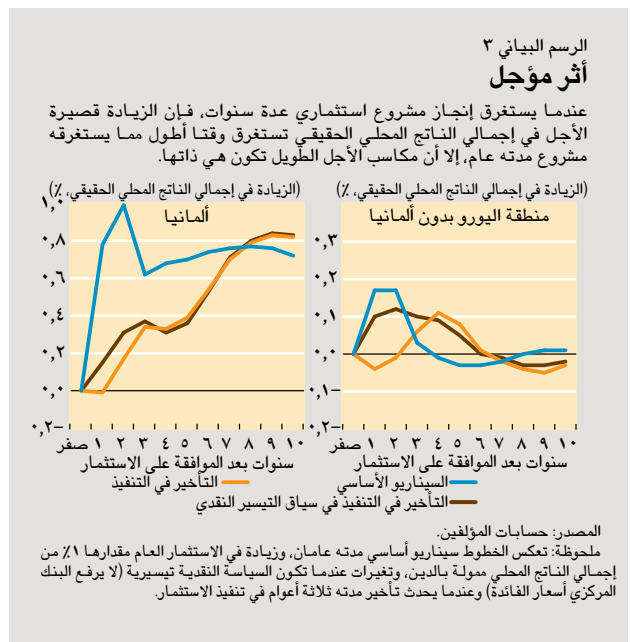 الرسم البياني ٣
أثر مؤجل
عندما يستغرق إنجاز مشروع استثماري عدة سنوات، فإن الزيادة قصيرة
الأجل في إجمالي الناتج المحلي الحقيقي تستغرق وقتا أطول مما يستغرقه
مشروع مدته عام، إلا أن مكاسب الأجل الطويل تكون هي ذاتها.
(الزيادة في إجمالي الناتج المحلي الحقيقي، ٪)
منطقة اليورو بدون ألمانيا
٠,٣
٠,٢
٠,١
٠,٠
٠,١–
٠,٢–
صفر ١ ٢ ٣ ٤ ٥ ٦ ٧ ٨ ٩ ١٠
سنوات بعد الموافقة على الاستثمار
(الزيادة في إجمالي الناتج المحلي الحقيقي، ٪)
ألمانيا
١,٠
٠,٨
٠,٦
٠,٤
٠,٢
٠,٠
٠,٢–
صفر ١ ٢ ٣ ٤ ٥ ٦ ٧ ٨ ٩ ١٠
سنوات بعد الموافقة على الاستثمار
السيناريو الأساسي
التأخير في التنفيذ
التأخير في التنفيذ في سياق التيسير النقدي
المصدر: حسابات المؤلفين.
ملحوظة: تعكس الخطوط سيناريو أساسي مدته عامان، وزيادة في الاستثمار العام مقدارها ١٪ من
إجمالي الناتج المحلي ممولة بالدين، وتغيرات عندما تكون السياسة النقدية تيسيرية (لا يرفع البنك
المركزي أسعار الفائدة) وعندما يحدث تأخير مدته ثلاثة أعوام في تنفيذ الاستثمار.